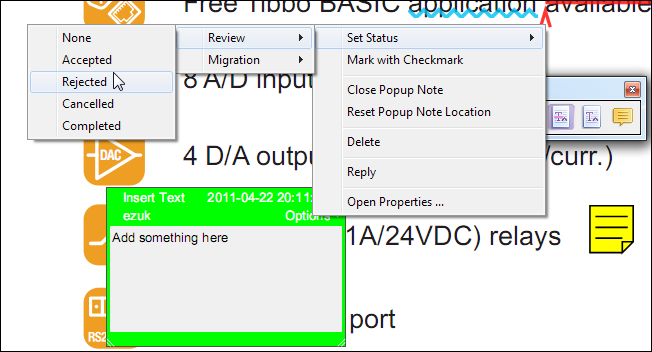 Free Tibbo BASIC application available
None
Accepted
Rejected
Cancelled
Completed
Review
Migration
Set Status
Mark with Checkmark
Close Popup Note
Reset Popup Note Location
Delete
Reply
Open Properties ...
8 A/D input
DAC
4 D/A outpu
/curr.)
Insert Text 2011-04-22 20:11:
ezuk Options
Add something here
1A/24VDC) relays
RS2
port